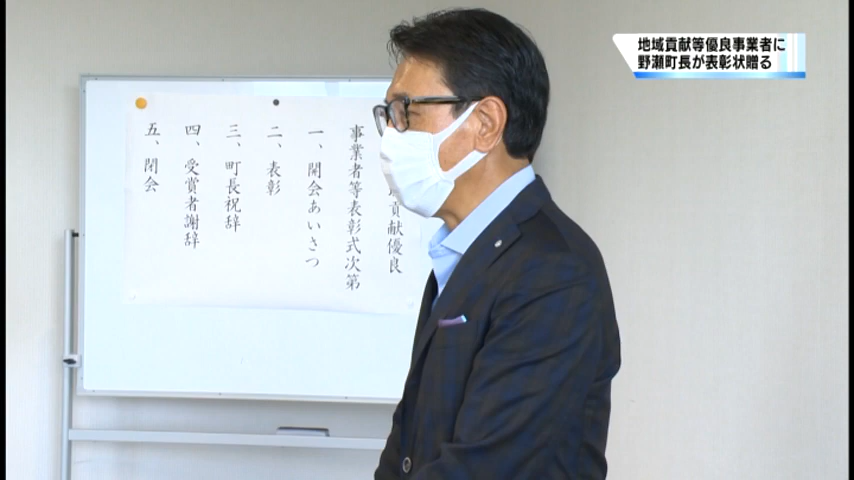 地域貢献等優良事業者に
野瀬町長が表彰状贈る
貢献優良
事業者等表彰式次第
一、開会あいさつ
二、表彰
三、町長祝辞
四、受賞者謝辞
五、閉会